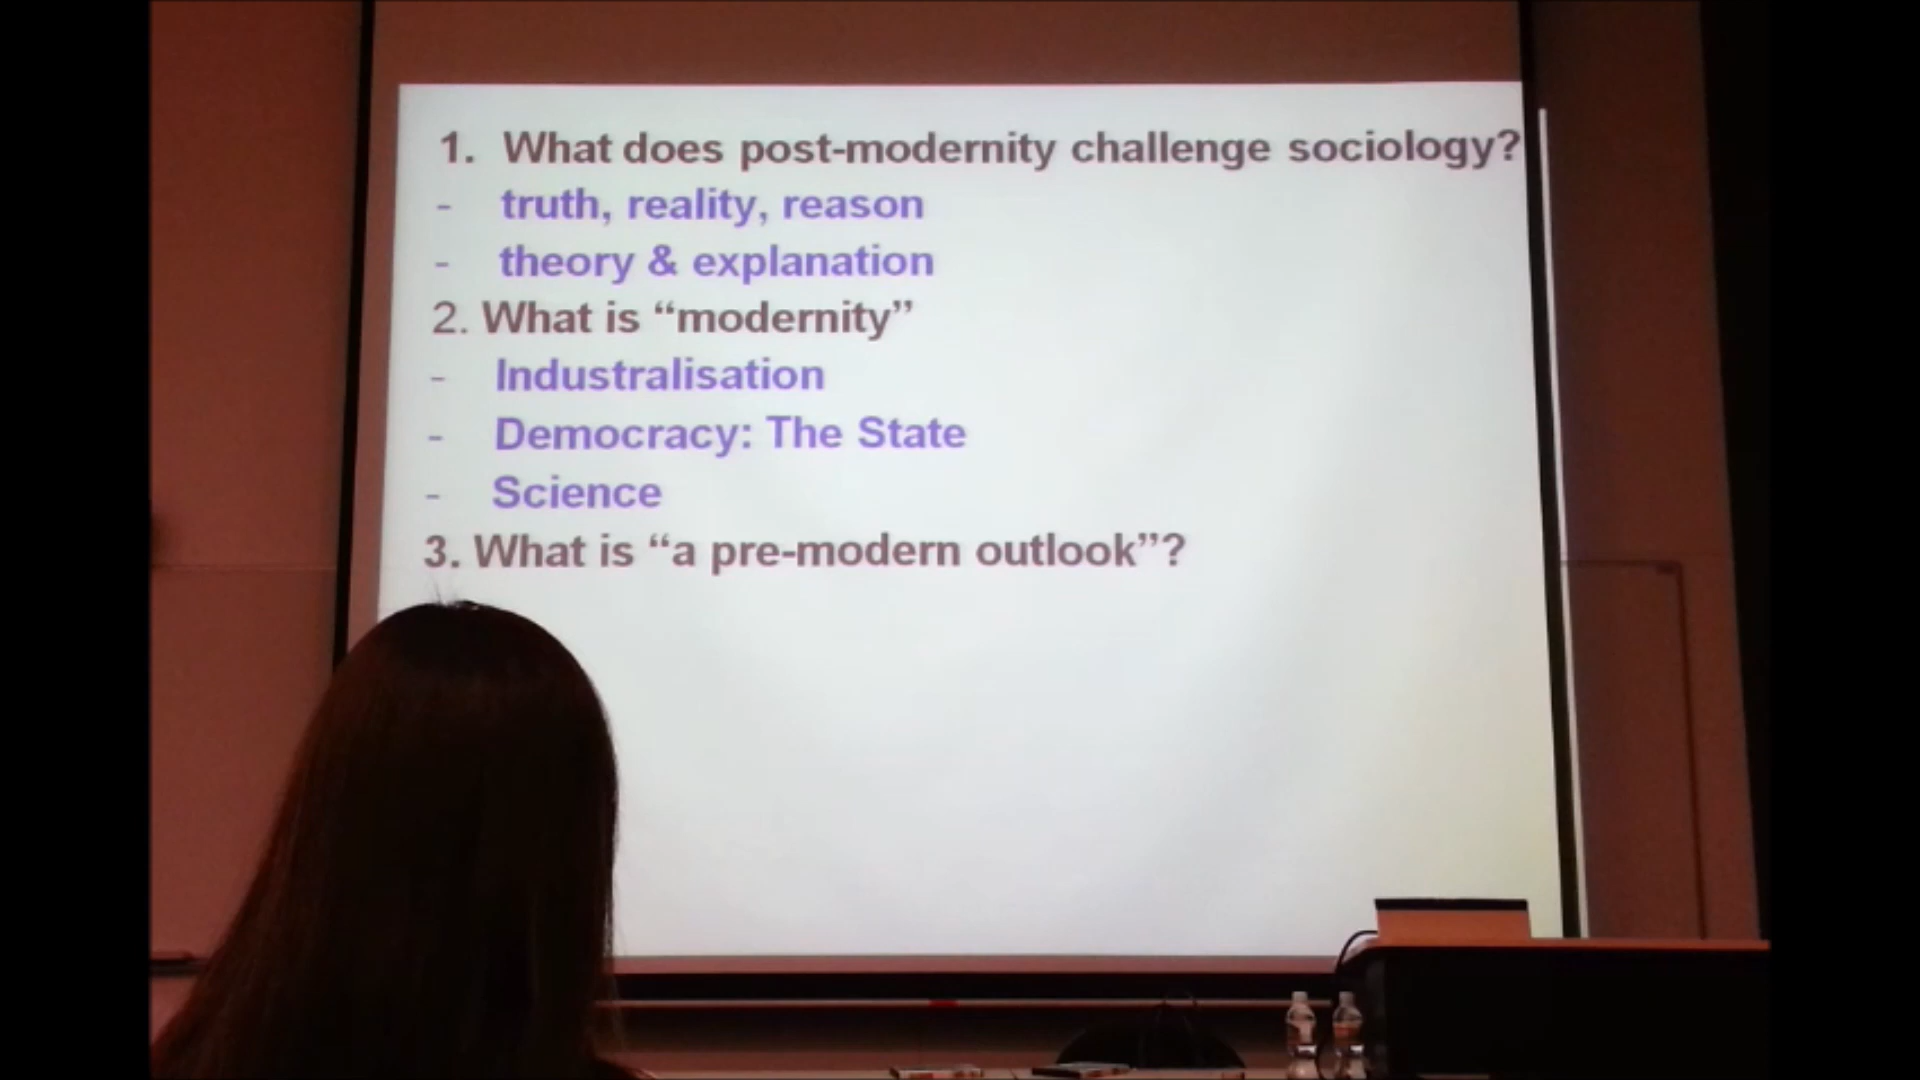 1. What does post-modernity challenge sociology?
- truth, reality, reason
- theory & explanation
2. What is “modernity”
- Industralisation
- Democracy: The State
- Science
3. What is “a pre-modern outlook”?